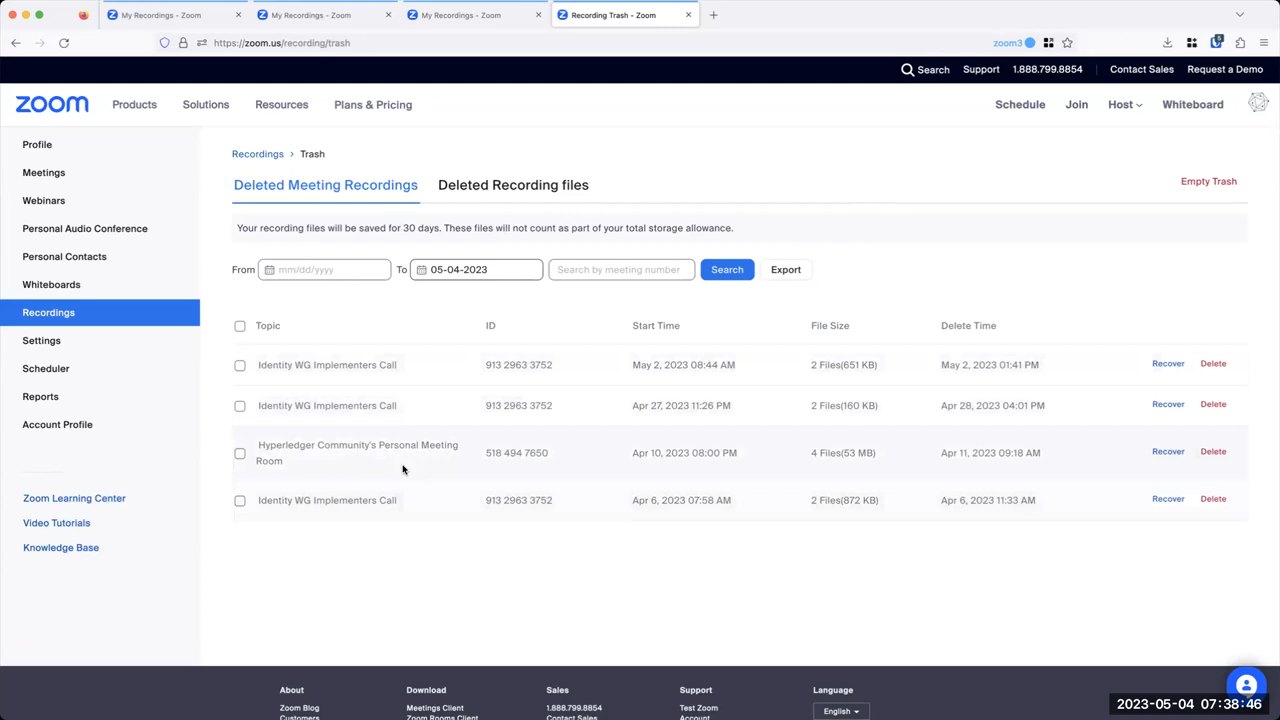 My Recordings - Zoom
My Recordings - Zoom
My Recordings - Zoom
Recording Trash - Zoom
https://zoom.us/recording/trash
zoom3
5
Search
Support
1.888.799.8854
Contact Sales
Request a Demo
zoom
Products
Solutions
Resources
Plans & Pricing
Schedule
Join
Host
Whiteboard
Profile
Meetings
Webinars
Personal Audio Conference
Personal Contacts
Whiteboards
Recordings
Settings
Scheduler
Reports
Account Profile
Zoom Learning Center
Video Tutorials
Knowledge Base
Recordings > Trash
Deleted Meeting Recordings
Deleted Recording files
Empty Trash
Your recording files will be saved for 30 days. These files will not count as part of your total storage allowance.
From mm/dd/yyyy To 05-04-2023 Search by meeting number Search Export
Topic ID Start Time File Size Delete Time
Identity WG Implementers Call 913 2963 3752 May 2, 2023 08:44 AM 2 Files(651 KB) May 2, 2023 01:41 PM Recover Delete
Identity WG Implementers Call 913 2963 3752 Apr 27, 2023 11:26 PM 2 Files(160 KB) Apr 28, 2023 04:01 PM Recover Delete
Hyperledger Community's Personal Meeting
Room 518 494 7650 Apr 10, 2023 08:00 PM 4 Files(53 MB) Apr 11, 2023 09:18 AM Recover Delete
Identity WG Implementers Call 913 2963 3752 Apr 6, 2023 07:58 AM 2 Files(872 KB) Apr 6, 2023 11:33 AM Recover Delete
About
Zoom Blog
Customers
Download
Meetings Client
Zoom Rooms Client
Sales
1.888.799.8854
Contact Sales
Support
Test Zoom
Account
Language
English
2023-05-04 07:38:46